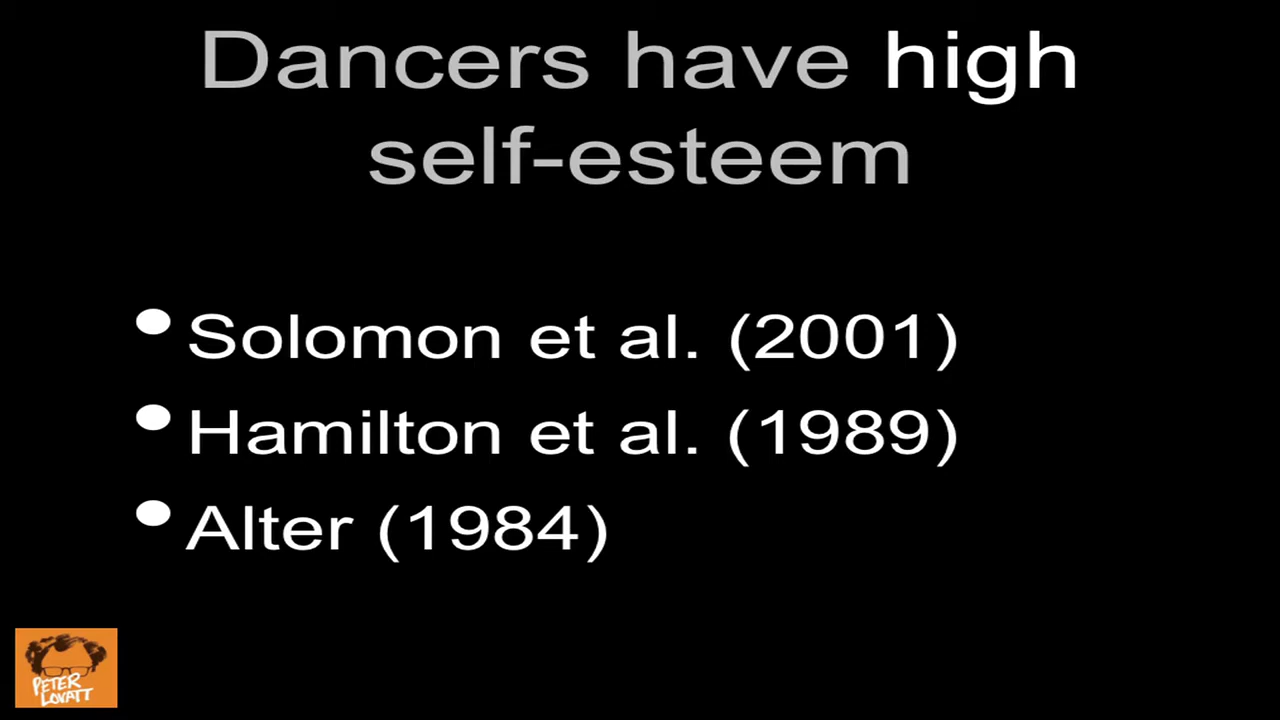 Dancers have high
self-esteem
• Solomon et al. (2001)
• Hamilton et al. (1989)
• Alter (1984)
PETER
LOVATT